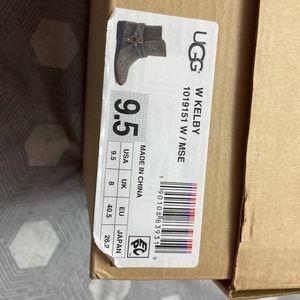 UGG
W KELBY
1019151 W / MSE
9.5
MADE IN CHINA
USA UK EU JAPAN
9.5 8 40.5 26.2